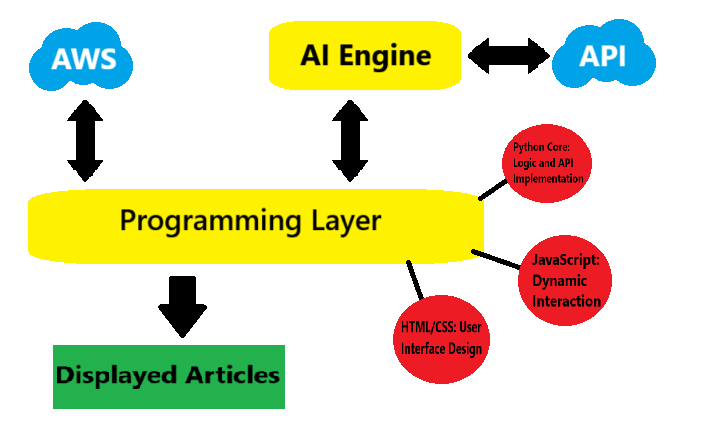 AWS
AI Engine
API
Python Core:
Logic and API
Implementation
Programming Layer
JavaScript:
Dynamic
Interaction
HTML/CSS: User
Interface Design
Displayed Articles